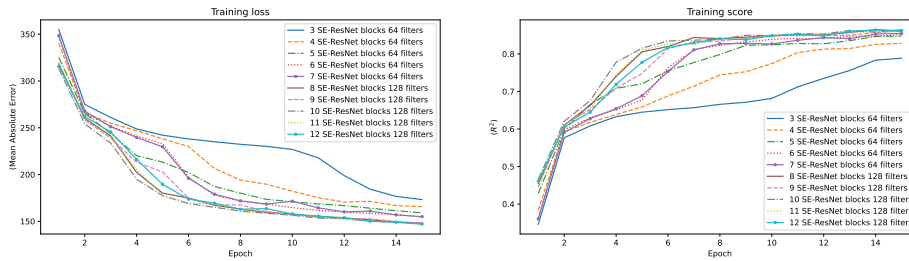 Training loss
(Mean Absolute Error)
350
300
250
200
150
2
4
6
8
10
12
14
Epoch
3 SE-ResNet blocks 64 filters
4 SE-ResNet blocks 64 filters
5 SE-ResNet blocks 64 filters
6 SE-ResNet blocks 64 filters
7 SE-ResNet blocks 64 filters
8 SE-ResNet blocks 128 filters
9 SE-ResNet blocks 128 filters
10 SE-ResNet blocks 128 filters
11 SE-ResNet blocks 128 filters
12 SE-ResNet blocks 128 filters
Training score
(R²)
0.8
0.7
0.6
0.5
0.4
2
4
6
8
10
12
14
Epoch
3 SE-ResNet blocks 64 filters
4 SE-ResNet blocks 64 filters
5 SE-ResNet blocks 64 filters
6 SE-ResNet blocks 64 filters
7 SE-ResNet blocks 64 filters
8 SE-ResNet blocks 128 filters
9 SE-ResNet blocks 128 filters
10 SE-ResNet blocks 128 filters
11 SE-ResNet blocks 128 filters
12 SE-ResNet blocks 128 filters